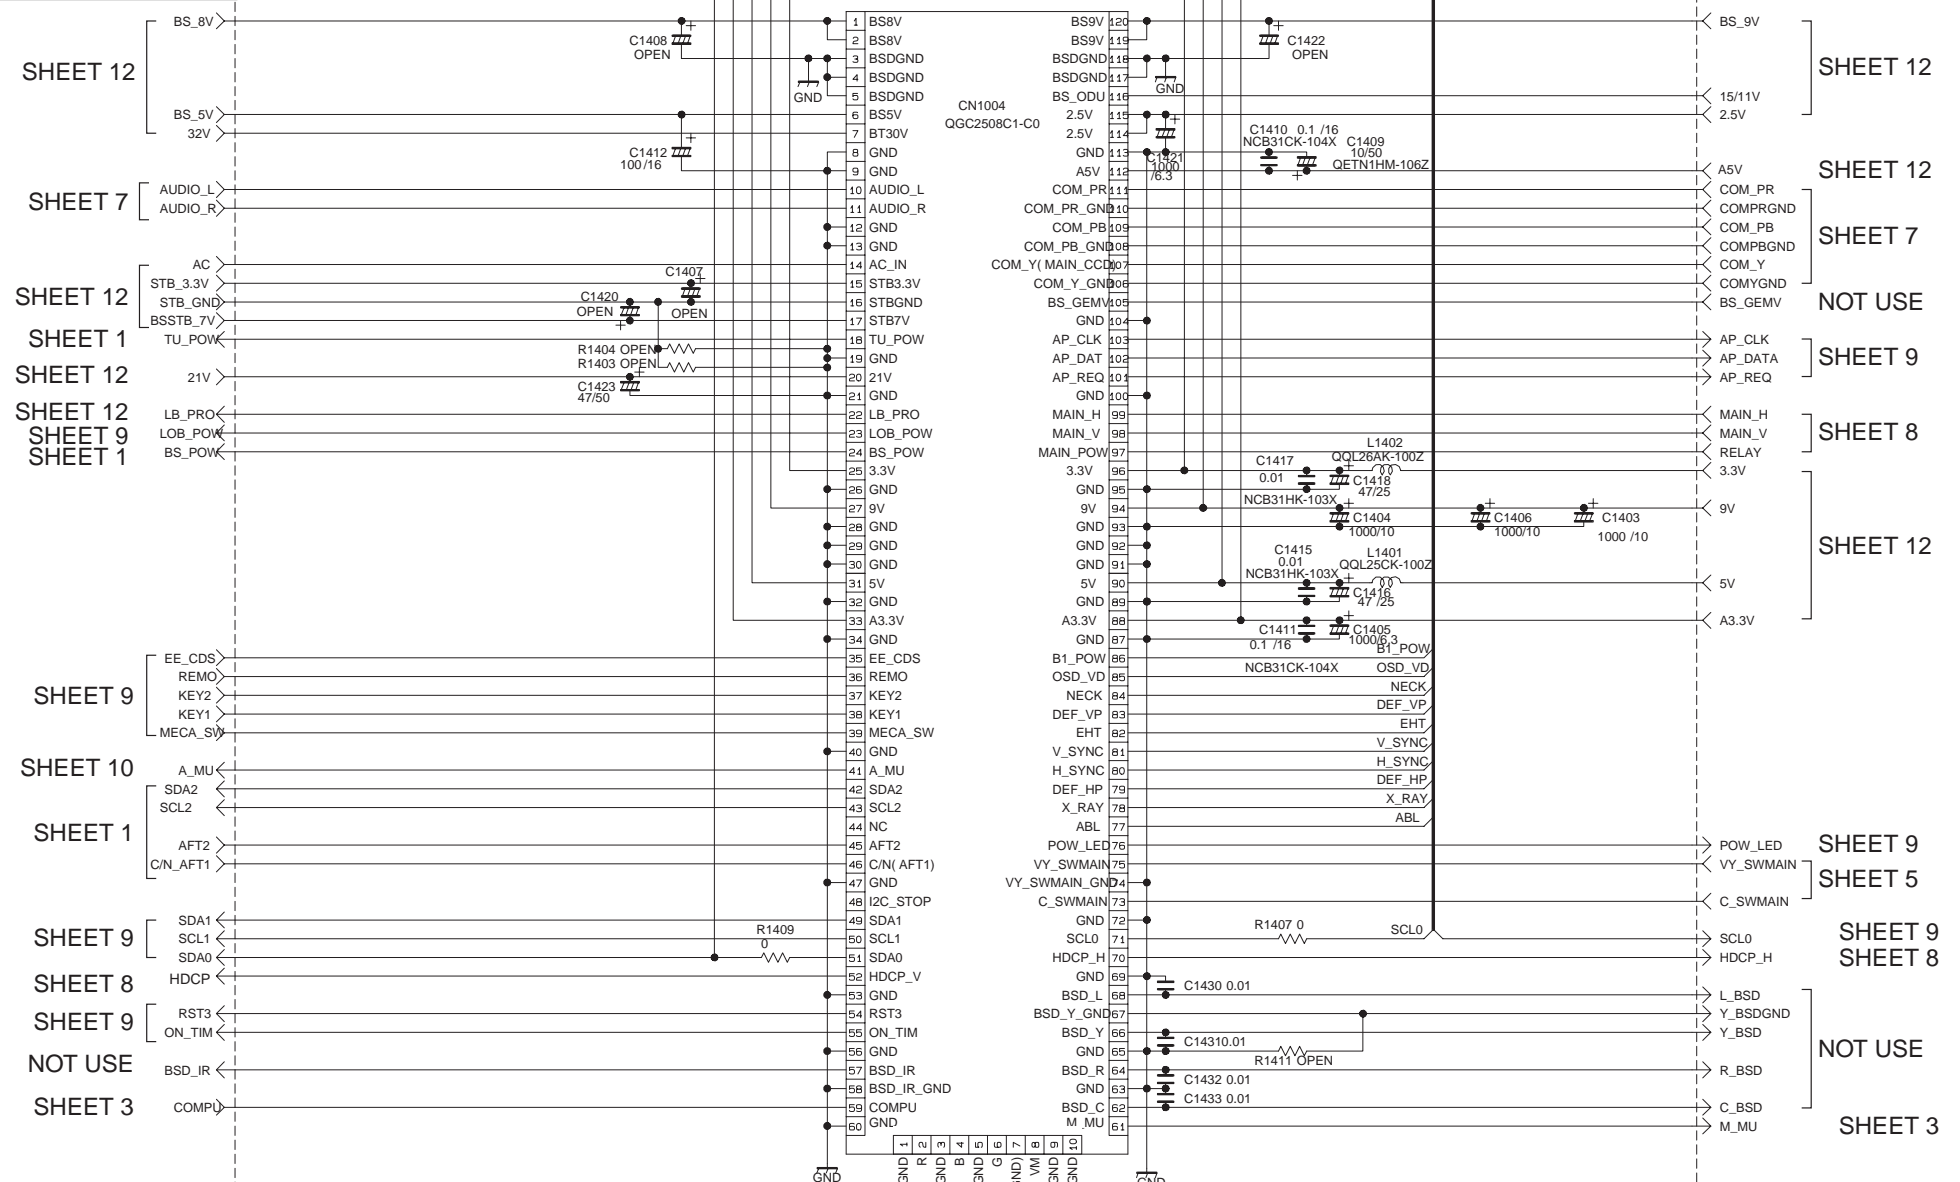 SHEET 12
BS_8V
BS_5V
32V
SHEET 7
AUDIO_L
AUDIO_R
SHEET 12
AC
STB_3.3V
STB_GND
BSSTB_7V
SHEET 1
TU_POW
SHEET 12
21V
SHEET 12
LB_PRO
SHEET 9
LOB_POW
SHEET 1
BS_POW
SHEET 9
EE_CDS
REMO
KEY2
KEY1
MECA_SW
SHEET 10
A_MU
SHEET 1
SDA2
SCL2
AFT2
C/N_AFT1
SHEET 9
SDA1
SCL1
SDA0
SHEET 8
HDCP
SHEET 9
RST3
ON_TIM
NOT USE
BSD_IR
SHEET 3
COMPU
C1408
OPEN
GND
C1412
100/16
C1407
OPEN
C1420
OPEN
R1404 OPEN
R1403 OPEN
C1423
47/50
R1409
0
CN1004
QGC2508C1-C0
1 BS8V
2 BS8V
3 BSDGND
4 BSDGND
5 BSDGND
6 BS5V
7 BT30V
8 GND
9 GND
10 AUDIO_L
11 AUDIO_R
12 GND
13 GND
14 AC_IN
15 STB3.3V
16 STBGND
17 STB7V
18 TU_POW
19 GND
20 21V
21 GND
22 LB_PRO
23 LOB_POW
24 BS_POW
25 3.3V
26 GND
27 9V
28 GND
29 GND
30 GND
31 5V
32 GND
33 A3.3V
34 GND
35 EE_CDS
36 REMO
37 KEY2
38 KEY1
39 MECA_SW
40 GND
41 A_MU
42 SDA2
43 SCL2
44 NC
45 AFT2
46 C/N( AFT1)
47 GND
48 I2C_STOP
49 SDA1
50 SCL1
51 SDA0
52 HDCP_V
53 GND
54 RST3
55 ON_TIM
56 GND
57 BSD_IR
58 BSD_IR_GND
59 COMPU
60 GND
GND
BS9V 120
BS9V 119
BSDGND 118
BSDGND 117
BS_ODU 116
2.5V 115
2.5V 114
GND 113
A5V 112
COM_PR 111
COM_PR_GND 110
COM_PB 109
COM_PB_GND 108
COM_Y( MAIN_CCD) 107
COM_Y_GND 106
BS_GEMV 105
GND 104
AP_CLK 103
AP_DAT 102
AP_REQ 101
GND 100
MAIN_H 99
MAIN_V 98
MAIN_POW 97
3.3V 96
GND 95
9V 94
GND 93
GND 92
GND 91
5V 90
GND 89
A3.3V 88
GND 87
B1_POW 86
OSD_VD 85
NECK 84
DEF_VP 83
EHT 82
V_SYNC 81
H_SYNC 80
DEF_HP 79
X_RAY 78
ABL 77
POW_LED 76
VY_SWMAIN 75
VY_SWMAIN_GND 74
C_SWMAIN 73
GND 72
SCL0 71
HDCP_H 70
GND 69
BSD_L 68
BSD_Y_GND 67
BSD_Y 66
GND 65
BSD_R 64
GND 63
BSD_C 62
M_MU 61
1 2 3 4 5 6 7 8 9 10
GND R GND B GND G GND) VM GND GND
C1422
OPEN
GND
C1421
1000
/6.3
C1410 0.1 /16
NCB31CK-104X
C1409
10/50
QETN1HM-106Z
L1402
QQL26AK-100Z
C1417
0.01
NCB31HK-103X
C1418
47/25
C1404
1000/10
C1406
1000/10
C1403
1000 /10
C1415
0.01
NCB31HK-103X
L1401
QQL25CK-100Z
C1416
47 /25
C1411
0.1 /16
NCB31CK-104X
C1405
1000/6.3
B1_POW
OSD_VD
NECK
DEF_VP
EHT
V_SYNC
H_SYNC
DEF_HP
X_RAY
ABL
R1407 0
SCL0
C1430 0.01
C14310.01
R1411 OPEN
C1432 0.01
C1433 0.01
GND
BS_9V
15/11V
2.5V
SHEET 12
A5V
SHEET 12
COM_PR
COMPRGND
COM_PB
COMPBGND
COM_Y
COMYGND
SHEET 7
BS_GEMV
NOT USE
AP_CLK
AP_DATA
AP_REQ
SHEET 9
MAIN_H
MAIN_V
RELAY
SHEET 8
3.3V
9V
5V
A3.3V
SHEET 12
POW_LED
SHEET 9
VY_SWMAIN
C_SWMAIN
SHEET 5
SCL0
SHEET 9
HDCP_H
SHEET 8
L_BSD
Y_BSDGND
Y_BSD
R_BSD
C_BSD
NOT USE
M_MU
SHEET 3